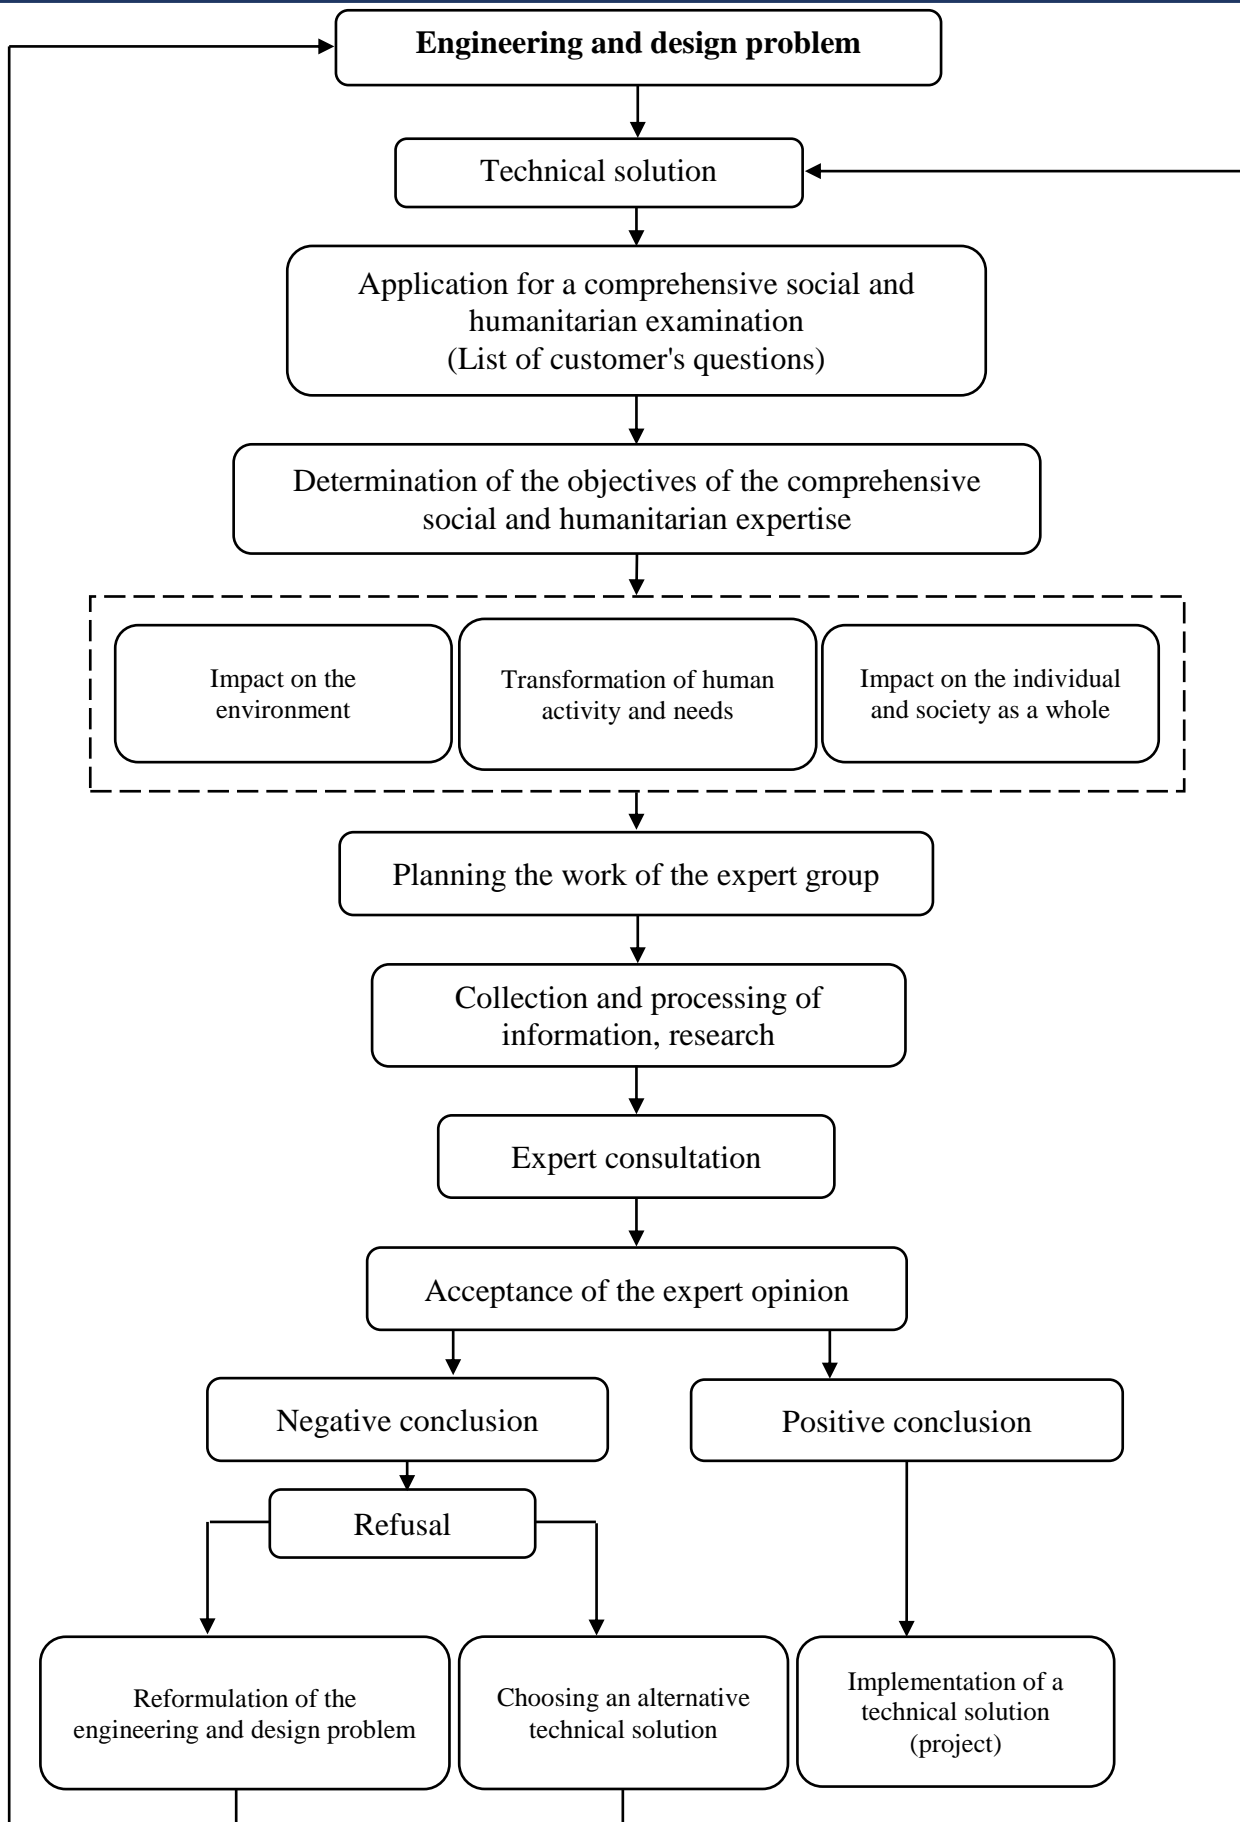 Engineering and design problem
Technical solution
Application for a comprehensive social and
humanitarian examination
(List of customer's questions)
Determination of the objectives of the comprehensive
social and humanitarian expertise
Impact on the
environment
Transformation of human
activity and needs
Impact on the individual
and society as a whole
Planning the work of the expert group
Collection and processing of
information, research
Expert consultation
Acceptance of the expert opinion
Negative conclusion
Positive conclusion
Refusal
Reformulation of the
engineering and design problem
Choosing an alternative
technical solution
Implementation of a
technical solution
(project)